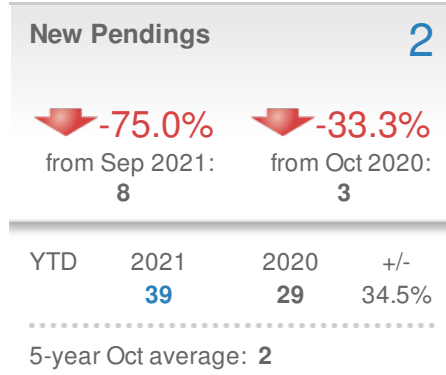 New Pendings 2
-75.0% -33.3%
from Sep 2021: from Oct 2020:
8 3
YTD 2021 2020 +/-
39 29 34.5%
5-year Oct average: 2